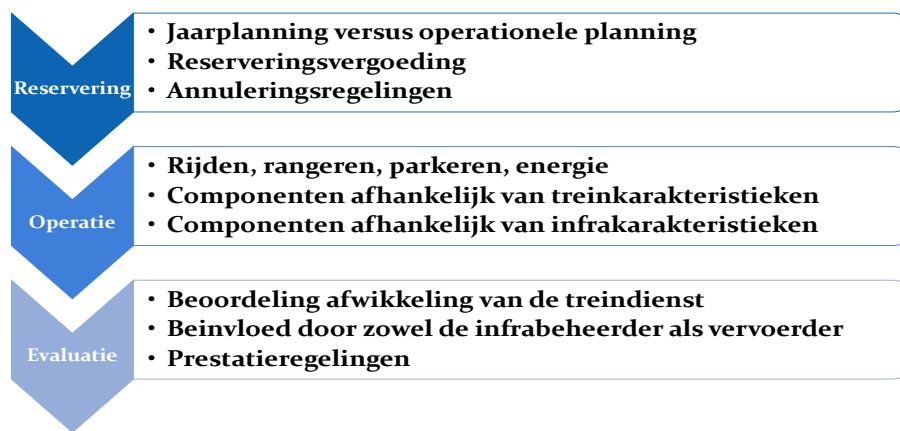 Reservering
• Jaarplanning versus operationele planning
• Reserveringsvergoeding
• Annuleringsregelingen
Operatie
• Rijden, rangeren, parkeren, energie
• Componenten afhankelijk van treinkarakteristieken
• Componenten afhankelijk van infrakarakteristieken
Evaluatie
• Beoordeling afwikkeling van de treindienst
• Beinvloed door zowel de infrabeheerder als vervoerder
• Prestatieregelingen